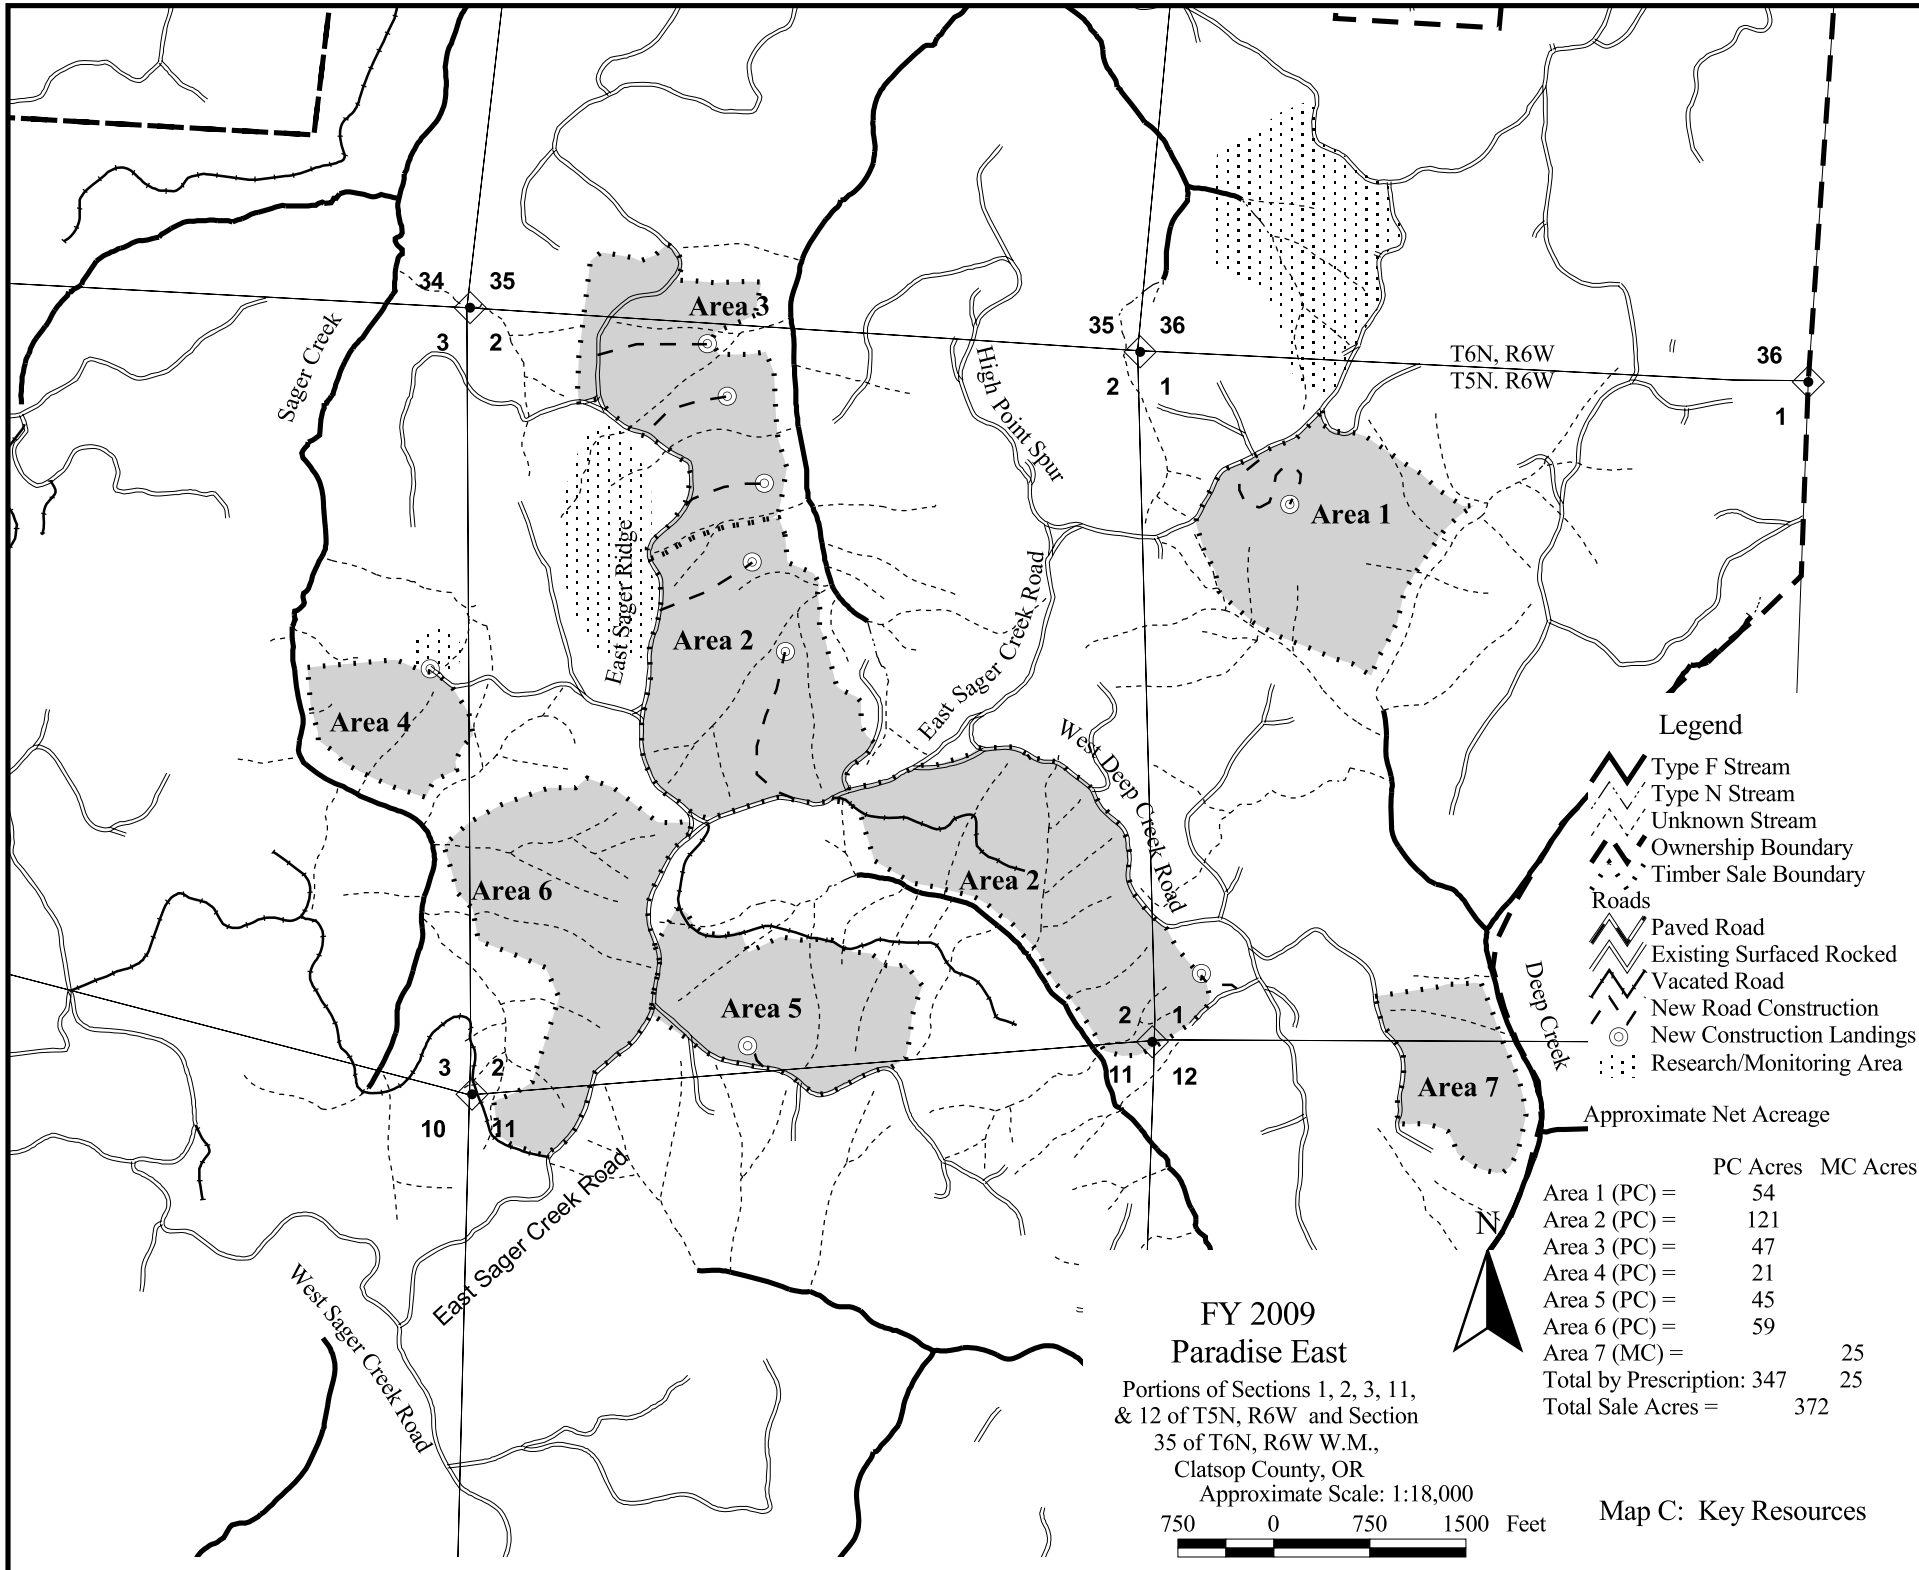 34 35
3 2
Area 3
35 36
2 1
T6N, R6W
T5N. R6W
36
1
Sager Creek
High Point Spur
East Sager Ridge
Area 1
Area 2
East Sager Creek Road
Area 4
West Deep Creek Road
Area 6
Area 2
Area 5
Deep Creek
2 1
11 12
3 2
10 11
Area 7
East Sager Creek Road
West Sager Creek Road
Legend
Type F Stream
Type N Stream
Unknown Stream
Ownership Boundary
Timber Sale Boundary
Roads
Paved Road
Existing Surfaced Rocked
Vacated Road
New Road Construction
New Construction Landings
Research/Monitoring Area
Approximate Net Acreage
PC Acres MC Acres
Area 1 (PC) = 54
Area 2 (PC) = 121
Area 3 (PC) = 47
Area 4 (PC) = 21
Area 5 (PC) = 45
Area 6 (PC) = 59
Area 7 (MC) = 25
Total by Prescription: 347 25
Total Sale Acres = 372
N
FY 2009
Paradise East
Portions of Sections 1, 2, 3, 11,
& 12 of T5N, R6W and Section
35 of T6N, R6W W.M.,
Clatsop County, OR
Approximate Scale: 1:18,000
750 0 750 1500 Feet
Map C: Key Resources